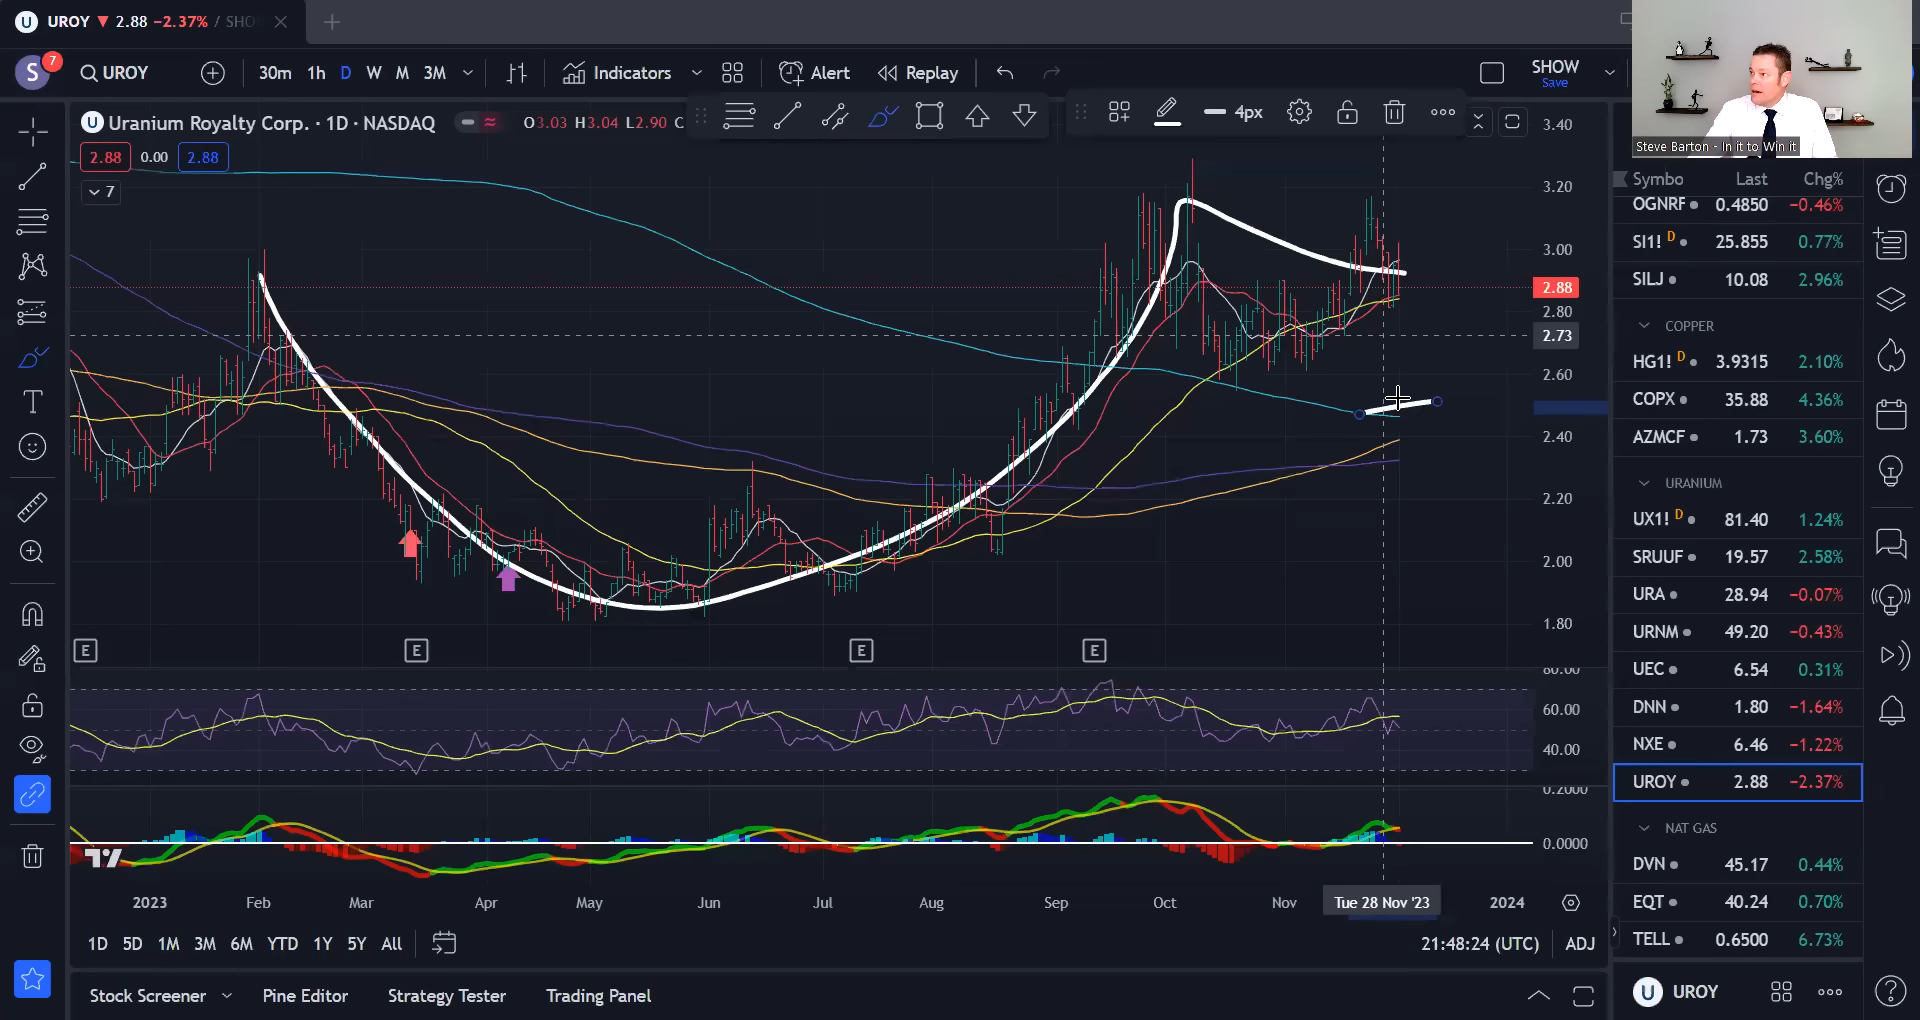 UROY ▼ 2.88 −2.37% / SHO
S 7 UROY 30m 1h D W M 3M Indicators Alert Replay SHOW
Save
Uranium Royalty Corp. · 1D · NASDAQ O3.03 H3.04 L2.90 C
4px
2.88 0.00 2.88
7
3.40
3.20
3.00
2.88
2.80
2.73
2.60
2.40
2.20
2.00
1.80
E E E E
80.00
60.00
40.00
0.2000
0.0000
2023 Feb Mar Apr May Jun Jul Aug Sep Oct Nov Tue 28 Nov '23 2024
1D 5D 1M 3M 6M YTD 1Y 5Y All 21:48:24 (UTC) ADJ
Stock Screener Pine Editor Strategy Tester Trading Panel
Steve Barton - In it to Win it
Symbo Last Chg%
OGNRF 0.4850 −0.46%
SI1! D 25.855 0.77%
SILJ 10.08 2.96%
COPPER
HG1! D 3.9315 2.10%
COPX 35.88 4.36%
AZMCF 1.73 3.60%
URANIUM
UX1! D 81.40 1.24%
SRUUF 19.57 2.58%
URA 28.94 −0.07%
URNM 49.20 −0.43%
UEC 6.54 0.31%
DNN 1.80 −1.64%
NXE 6.46 −1.22%
UROY 2.88 −2.37%
NAT GAS
DVN 45.17 0.44%
EQT 40.24 0.70%
TELL 0.6500 6.73%
U UROY